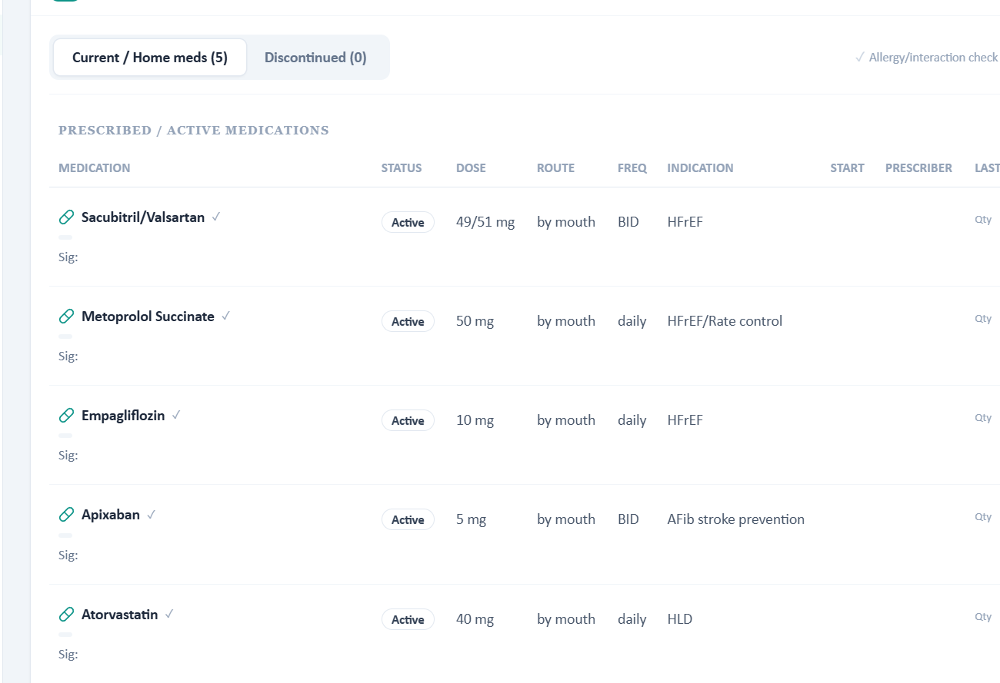 Current / Home meds (5) Discontinued (0) ✓ Allergy/interaction check
PRESCRIBED / ACTIVE MEDICATIONS
MEDICATION STATUS DOSE ROUTE FREQ INDICATION START PRESCRIBER LAST
Sacubitril/Valsartan ✓ Active 49/51 mg by mouth BID HFrEF Qty
Sig:
Metoprolol Succinate ✓ Active 50 mg by mouth daily HFrEF/Rate control Qty
Sig:
Empagliflozin ✓ Active 10 mg by mouth daily HFrEF Qty
Sig:
Apixaban ✓ Active 5 mg by mouth BID AFib stroke prevention Qty
Sig:
Atorvastatin ✓ Active 40 mg by mouth daily HLD Qty
Sig: